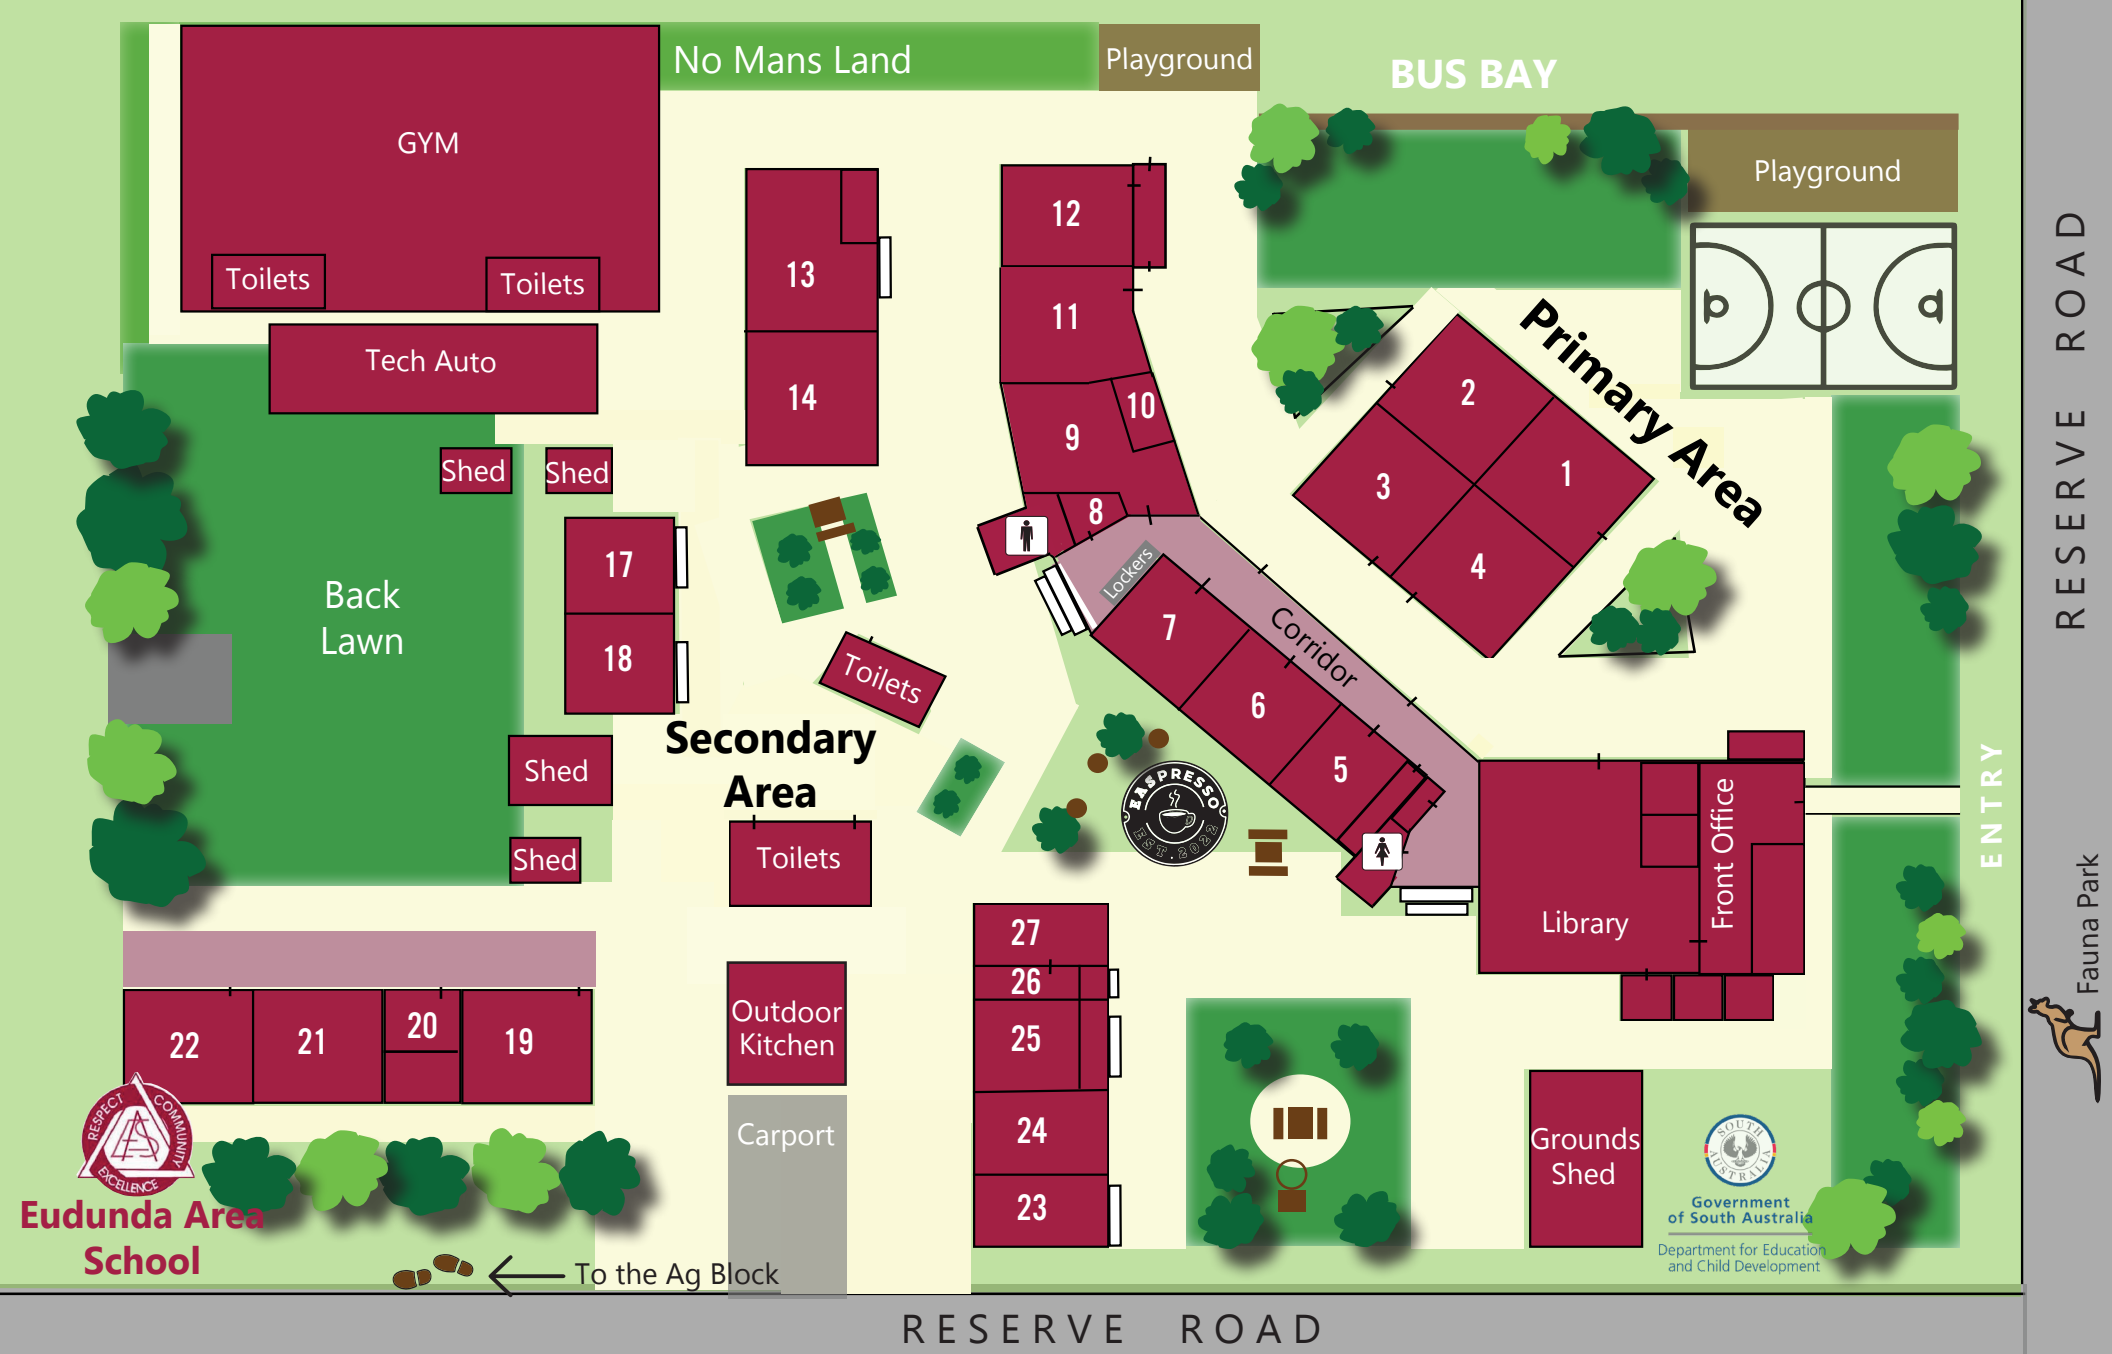 No Mans Land
Playground
BUS BAY
GYM
Playground
12
13
Toilets
Toilets
11
Tech Auto
14
10
9
2
Primary Area
1
3
4
RESERVE ROAD
Shed
Shed
8
17
Lockers
7
Corridor
Back
Lawn
18
Toilets
6
Secondary
Area
5
Shed
EASPRESSO
EST. 2022
ENTRY
Front Office
Shed
Toilets
Library
Fauna Park
27
26
Outdoor
Kitchen
25
22
21
20
19
RESPECT
COMMUNITY
EXCELLENCE
EAS
Carport
24
Grounds
Shed
23
SOUTH
AUSTRALIA
Government
of South Australia
Department for Education
and Child Development
Eudunda Area
School
To the Ag Block
RESERVE ROAD